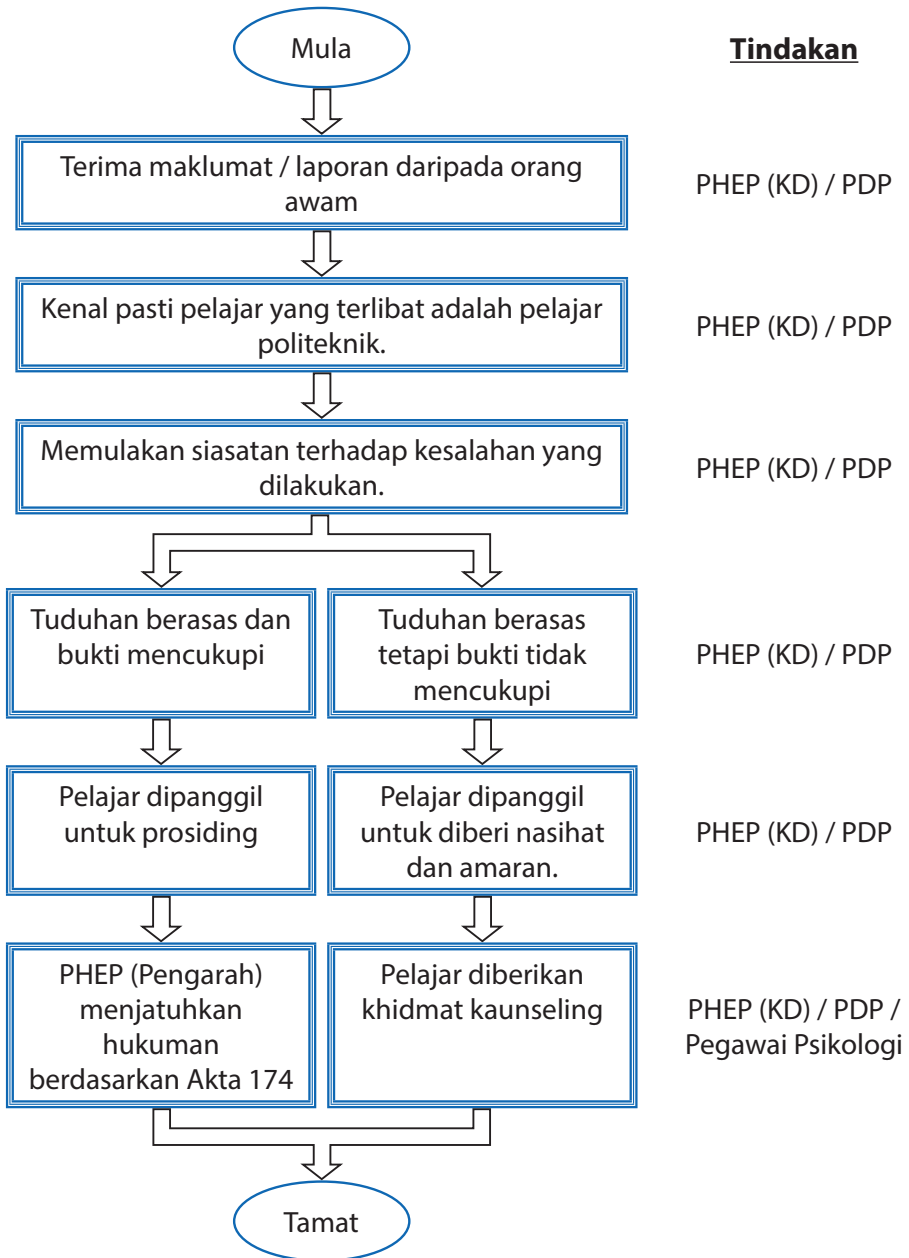 Mula
Tindakan
Terima maklumat / laporan daripada orang
awam
PHEP (KD) / PDP
Kenal pasti pelajar yang terlibat adalah pelajar
politeknik.
PHEP (KD) / PDP
Memulakan siasatan terhadap kesalahan yang
dilakukan.
PHEP (KD) / PDP
Tuduhan berasas dan
bukti mencukupi
Tuduhan berasas
tetapi bukti tidak
mencukupi
PHEP (KD) / PDP
Pelajar dipanggil
untuk prosiding
Pelajar dipanggil
untuk diberi nasihat
dan amaran.
PHEP (KD) / PDP
PHEP (Pengarah)
menjatuhkan
hukuman
berdasarkan Akta 174
Pelajar diberikan
khidmat kaunseling
PHEP (KD) / PDP /
Pegawai Psikologi
Tamat